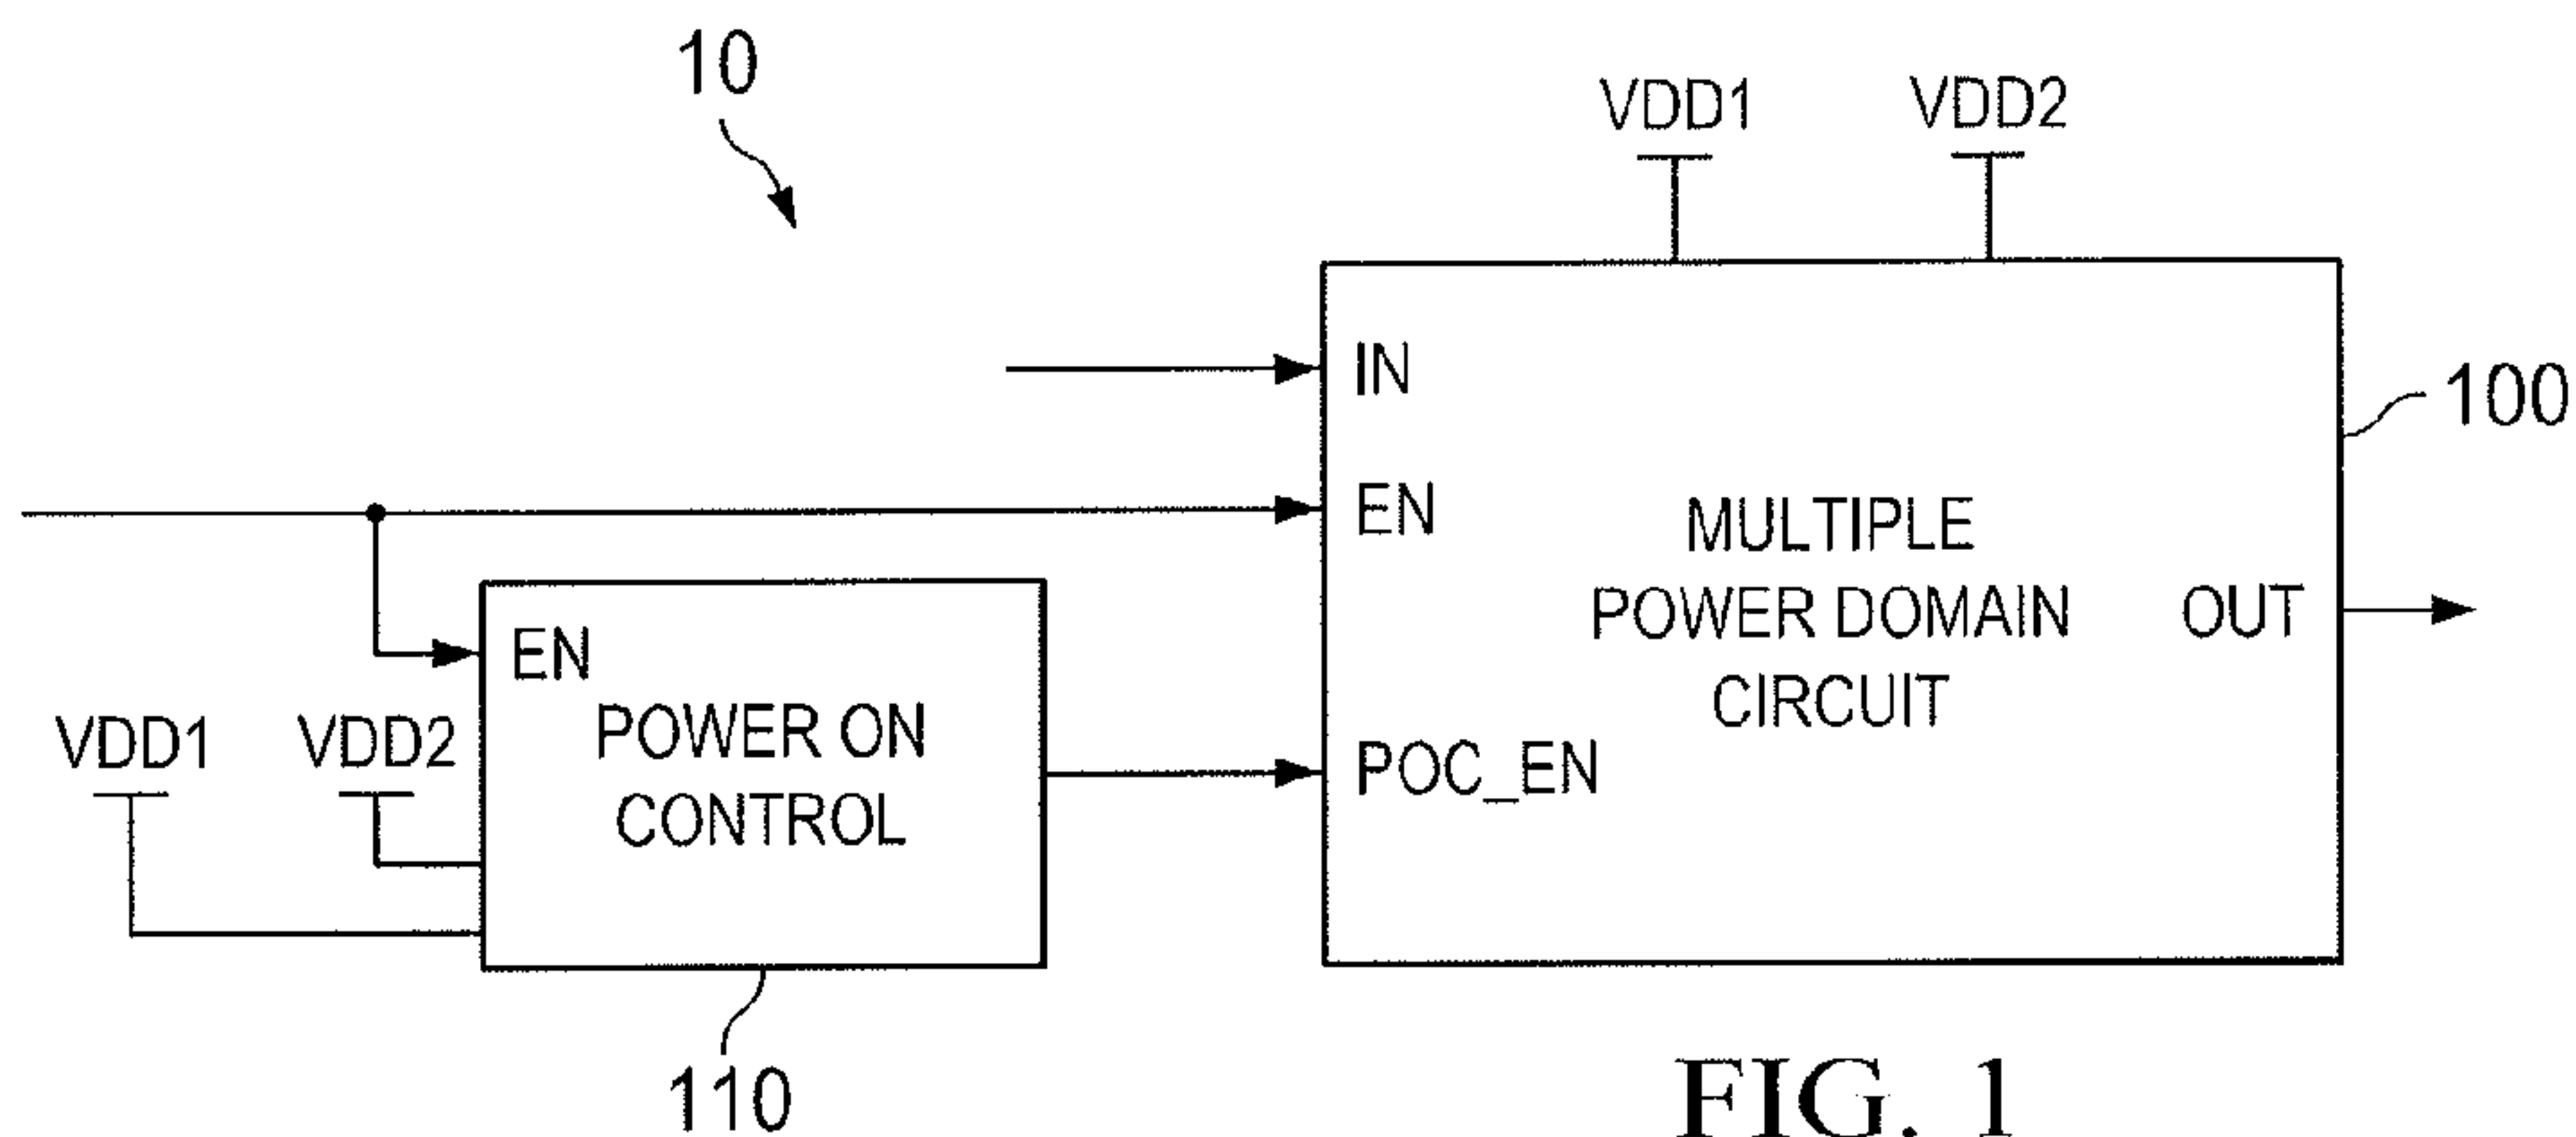 10
VDD1 VDD2
IN
100
EN
MULTIPLE
POWER DOMAIN
CIRCUIT
OUT
EN
POWER ON
CONTROL
VDD1 VDD2
POC_EN
110
FIG. 1